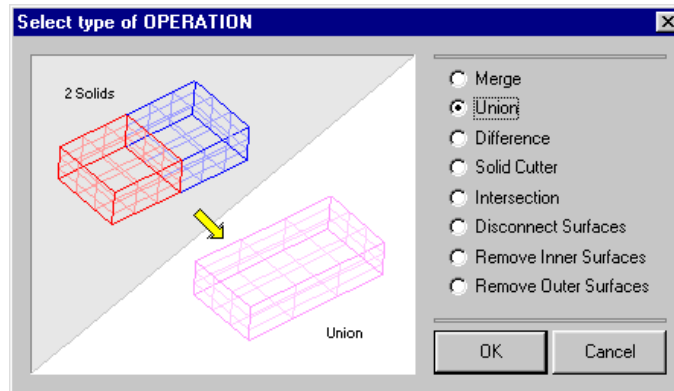 Select type of OPERATION
2 Solids
Union
Merge
Union
Difference
Solid Cutter
Intersection
Disconnect Surfaces
Remove Inner Surfaces
Remove Outer Surfaces
OK
Cancel